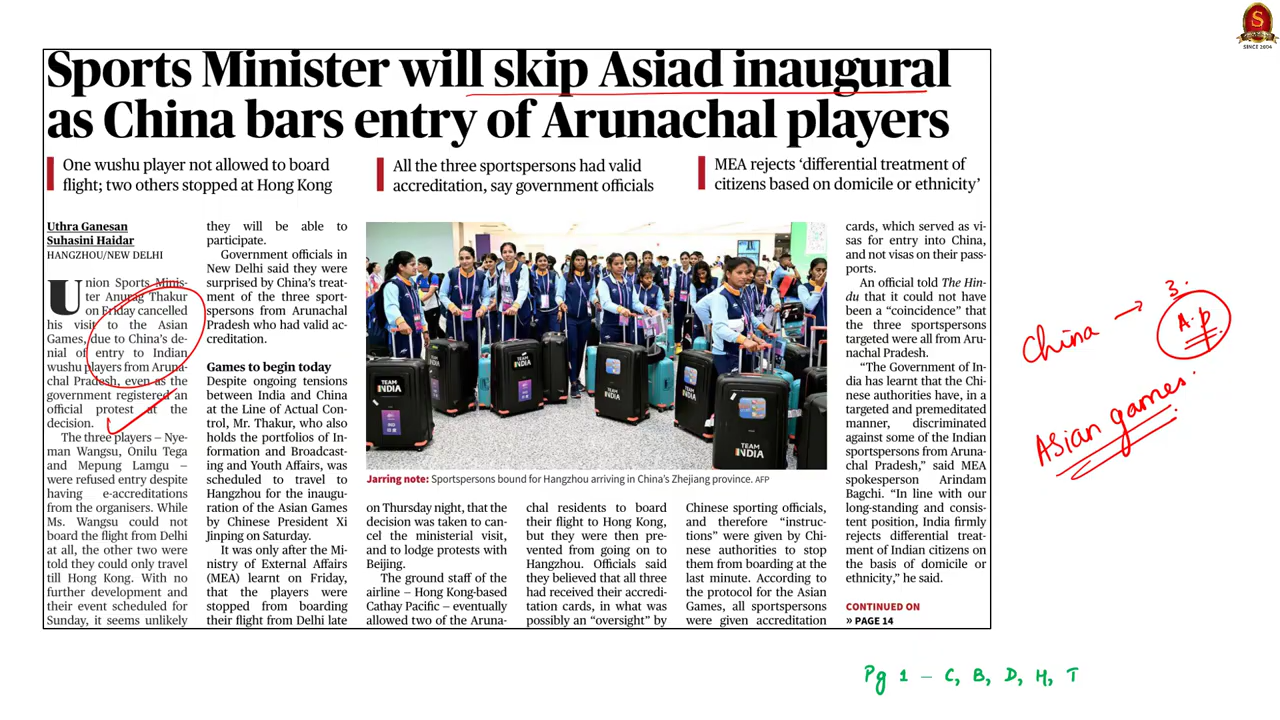 S
SINCE 2004
Sports Minister will skip Asiad inaugural
as China bars entry of Arunachal players
One wushu player not allowed to board
flight; two others stopped at Hong Kong
All the three sportspersons had valid
accreditation, say government officials
MEA rejects ‘differential treatment of
citizens based on domicile or ethnicity’
Uthra Ganesan
Suhasini Haidar
HANGZHOU/NEW DELHI
Union Sports Minis-
ter Anurag Thakur
on Friday cancelled
his visit to the Asian
Games, due to China’s de-
nial of entry to Indian
wushu players from Aruna-
chal Pradesh, even as the
government registered an
official protest at the
decision.
The three players – Nye-
man Wangsu, Onilu Tega
and Mepung Lamgu –
were refused entry despite
having e-accreditations
from the organisers. While
Ms. Wangsu could not
board the flight from Delhi
at all, the other two were
told they could only travel
till Hong Kong. With no
further development and
their event scheduled for
Sunday, it seems unlikely
they will be able to
participate.
Government officials in
New Delhi said they were
surprised by China’s treat-
ment of the three sport-
spersons from Arunachal
Pradesh who had valid ac-
creditation.
Games to begin today
Despite ongoing tensions
between India and China
at the Line of Actual Con-
trol, Mr. Thakur, who also
holds the portfolios of In-
formation and Broadcast-
ing and Youth Affairs, was
scheduled to travel to
Hangzhou for the inaugu-
ration of the Asian Games
by Chinese President Xi
Jinping on Saturday.
It was only after the Mi-
nistry of External Affairs
(MEA) learnt on Friday,
that the players were
stopped from boarding
their flight from Delhi late
TEAM
INDIA
TEAM
INDIA
TEAM
INDIA
TEAM
INDIA
Jarring note: Sportspersons bound for Hangzhou arriving in China’s Zhejiang province. AFP
on Thursday night, that the
decision was taken to can-
cel the ministerial visit,
and to lodge protests with
Beijing.
The ground staff of the
airline – Hong Kong-based
Cathay Pacific – eventually
allowed two of the Aruna-
chal residents to board
their flight to Hong Kong,
but they were then pre-
vented from going on to
Hangzhou. Officials said
they believed that all three
had received their accredi-
tation cards, in what was
possibly an “oversight” by
Chinese sporting officials,
and therefore “instruc-
tions” were given by Chi-
nese authorities to stop
them from boarding at the
last minute. According to
the protocol for the Asian
Games, all sportspersons
were given accreditation
cards, which served as vi-
sas for entry into China,
and not visas on their pass-
ports.
An official told The Hin-
du that it could not have
been a “coincidence” that
the three sportspersons
targeted were all from Aru-
nachal Pradesh.
“The Government of In-
dia has learnt that the Chi-
nese authorities have, in a
targeted and premeditated
manner, discriminated
against some of the Indian
sportspersons from Aruna-
chal Pradesh,” said MEA
spokesperson Arindam
Bagchi. “In line with our
long-standing and consis-
tent position, India firmly
rejects differential treat-
ment of Indian citizens on
the basis of domicile or
ethnicity,” he said.
CONTINUED ON
» PAGE 14
3.
China → A.P
Asian games.
Pg 1 – C, B, D, H, T